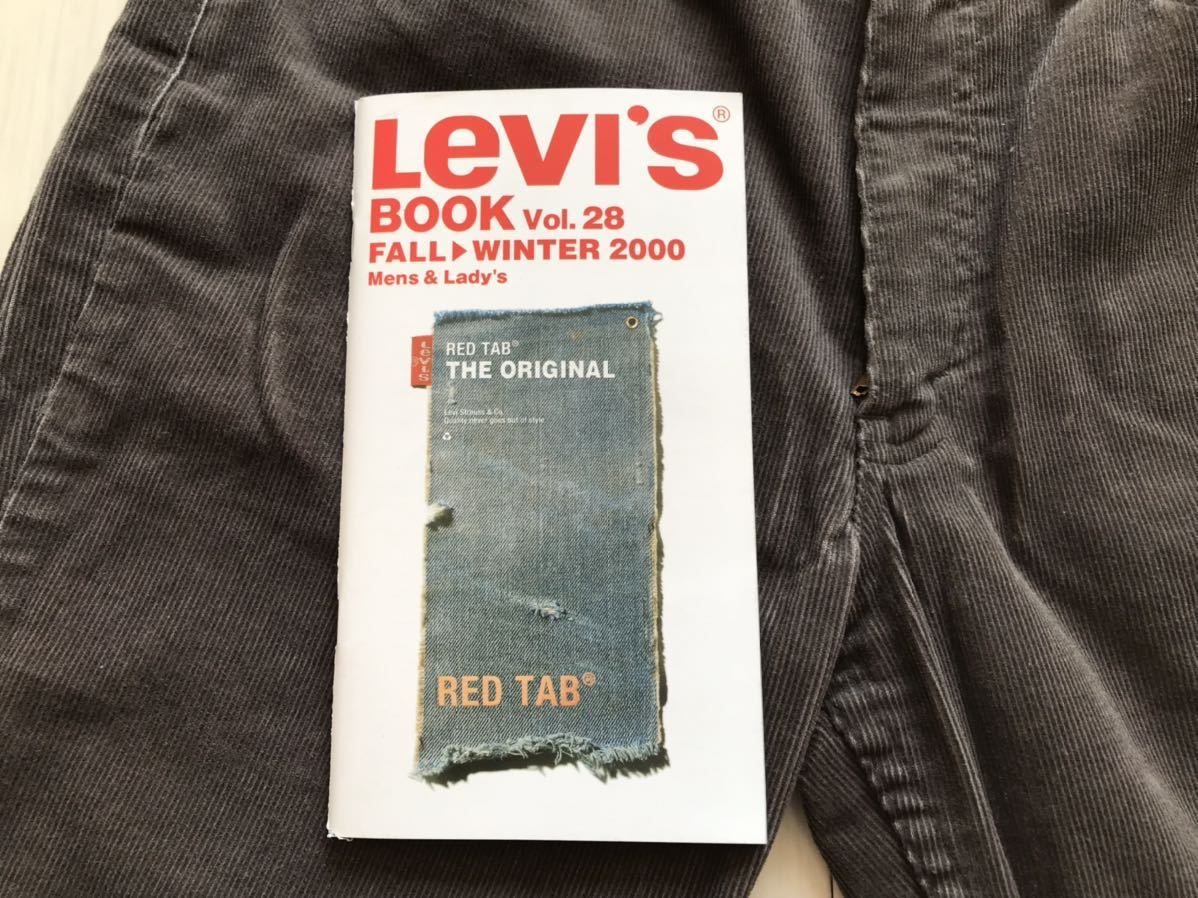 Levi's®
BOOK Vol. 28
FALL▶WINTER 2000
Mens & Lady's
Levi's
RED TAB®
THE ORIGINAL
Levi Strauss & Co.
Quality never goes out of style
RED TAB®